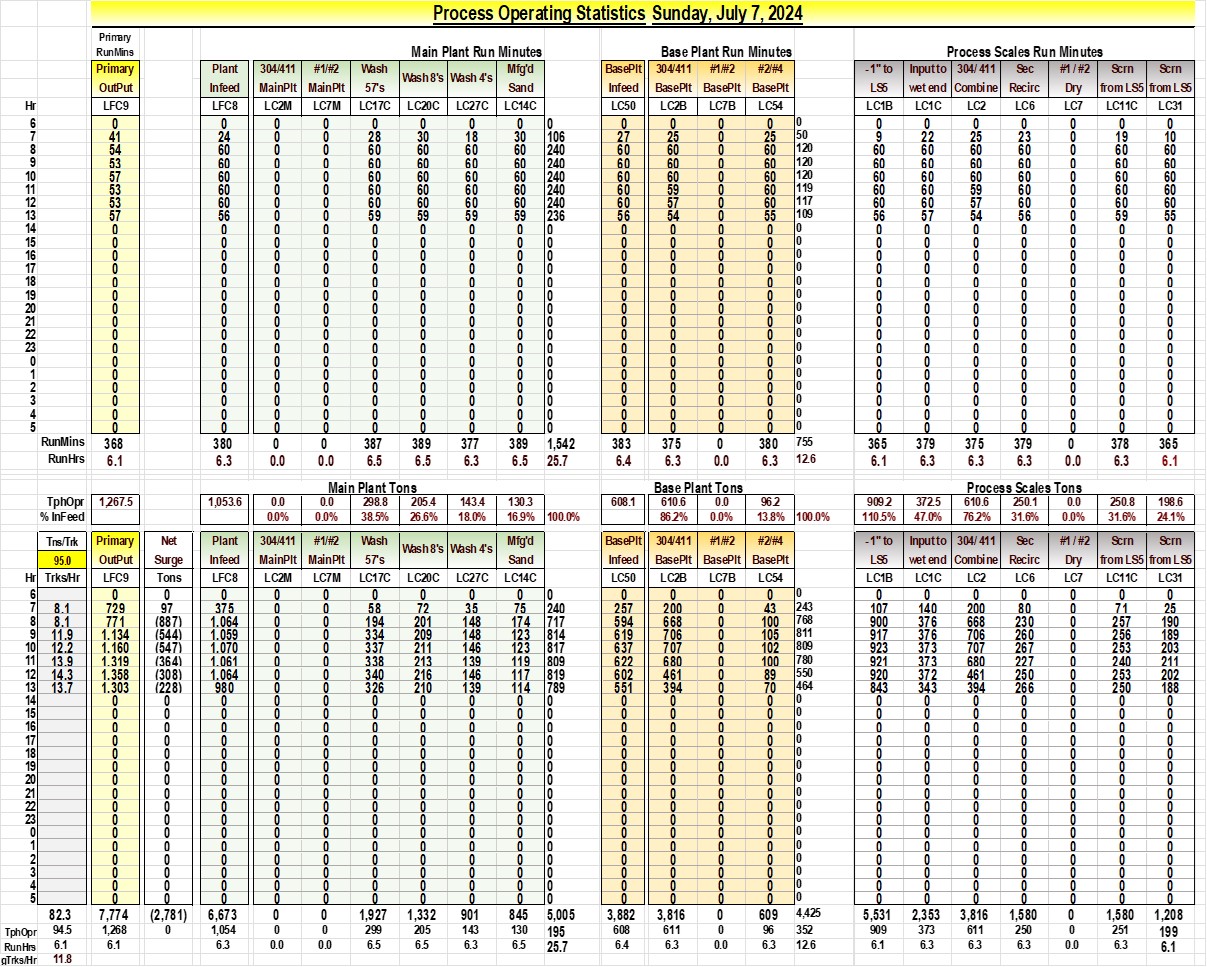 Process Operating Statistics Sunday, July 7, 2024
Primary
RunMins Main Plant Run Minutes Base Plant Run Minutes Process Scales Run Minutes
Primary Plant 304/411 #1/#2 Wash Wash 8's Wash 4's Mfg'd BasePlt 304/411 #1/#2 #2/#4 -1" to Input to 304/ 411 Sec #1 / #2 Scrn Scrn
OutPut Infeed MainPlt MainPlt 57's Sand Infeed BasePlt BasePlt BasePlt LS5 wet end Combine Recirc Dry from LS5 from LS5
Hr LFC9 LFC8 LC2M LC7M LC17C LC20C LC27C LC14C LC50 LC2B LC7B LC54 LC1B LC1C LC2 LC6 LC7 LC11C LC31
6 0 0 0 0 0 0 0 0 0 0 0 0 0 0 0 0 0 0 0 0 0
7 41 24 0 0 28 30 18 30 106 27 25 0 25 50 9 22 25 23 0 19 10
8 54 60 0 0 60 60 60 60 240 60 60 0 60 120 60 60 60 60 0 60 60
9 53 60 0 0 60 60 60 60 240 60 60 0 60 120 60 60 60 60 0 60 60
10 57 60 0 0 60 60 60 60 240 60 60 0 60 120 60 60 60 60 0 60 60
11 53 60 0 0 60 60 60 60 240 60 59 0 60 119 60 60 59 60 0 60 60
12 53 60 0 0 60 60 60 60 240 60 57 0 60 117 60 60 57 60 0 60 60
13 57 56 0 0 59 59 59 59 236 56 54 0 55 109 56 57 54 56 0 59 55
14 0 0 0 0 0 0 0 0 0 0 0 0 0 0 0 0 0 0 0 0 0
15 0 0 0 0 0 0 0 0 0 0 0 0 0 0 0 0 0 0 0 0 0
16 0 0 0 0 0 0 0 0 0 0 0 0 0 0 0 0 0 0 0 0 0
17 0 0 0 0 0 0 0 0 0 0 0 0 0 0 0 0 0 0 0 0 0
18 0 0 0 0 0 0 0 0 0 0 0 0 0 0 0 0 0 0 0 0 0
19 0 0 0 0 0 0 0 0 0 0 0 0 0 0 0 0 0 0 0 0 0
20 0 0 0 0 0 0 0 0 0 0 0 0 0 0 0 0 0 0 0 0 0
21 0 0 0 0 0 0 0 0 0 0 0 0 0 0 0 0 0 0 0 0 0
22 0 0 0 0 0 0 0 0 0 0 0 0 0 0 0 0 0 0 0 0 0
23 0 0 0 0 0 0 0 0 0 0 0 0 0 0 0 0 0 0 0 0 0
0 0 0 0 0 0 0 0 0 0 0 0 0 0 0 0 0 0 0 0 0 0
1 0 0 0 0 0 0 0 0 0 0 0 0 0 0 0 0 0 0 0 0 0
2 0 0 0 0 0 0 0 0 0 0 0 0 0 0 0 0 0 0 0 0 0
3 0 0 0 0 0 0 0 0 0 0 0 0 0 0 0 0 0 0 0 0 0
4 0 0 0 0 0 0 0 0 0 0 0 0 0 0 0 0 0 0 0 0 0
5 0 0 0 0 0 0 0 0 0 0 0 0 0 0 0 0 0 0 0 0 0
RunMins 368 380 0 0 387 389 377 389 1,542 383 375 0 380 755 365 379 375 379 0 378 365
RunHrs 6.1 6.3 0.0 0.0 6.5 6.5 6.3 6.5 25.7 6.4 6.3 0.0 6.3 12.6 6.1 6.3 6.3 6.3 0.0 6.3 6.1
Main Plant Tons Base Plant Tons Process Scales Tons
TphOpr 1,267.5 1,053.6 0.0 0.0 298.8 205.4 143.4 130.3 608.1 610.6 0.0 96.2 909.2 372.5 610.6 250.1 0.0 250.8 198.6
% InFeed 0.0% 0.0% 38.5% 26.6% 18.0% 16.9% 100.0% 86.2% 0.0% 13.8% 100.0% 110.5% 47.0% 76.2% 31.6% 0.0% 31.6% 24.1%
Tns/Trk Primary Net Plant 304/411 #1/#2 Wash Wash 8's Wash 4's Mfg'd BasePlt 304/411 #1/#2 #2/#4 -1" to Input to 304/ 411 Sec #1 / #2 Scrn Scrn
95.0 OutPut Surge Infeed MainPlt MainPlt 57's Sand Infeed BasePlt BasePlt BasePlt LS5 wet end Combine Recirc Dry from LS5 from LS5
Hr Trks/Hr LFC9 Tons LFC8 LC2M LC7M LC17C LC20C LC27C LC14C LC50 LC2B LC7B LC54 LC1B LC1C LC2 LC6 LC7 LC11C LC31
6 0 0 0 0 0 0 0 0 0 0 0 0 0 0 0 0 0 0 0 0 0 0
7 8.1 729 97 375 0 0 58 72 35 75 240 257 200 0 43 243 107 140 200 80 0 71 25
8 8.1 771 (887) 1.064 0 0 194 201 148 174 717 594 668 0 100 768 900 376 668 230 0 257 190
9 11.9 1.134 (544) 1.059 0 0 334 209 148 123 814 619 706 0 105 811 917 376 706 260 0 256 189
10 12.2 1.160 (547) 1.070 0 0 337 211 146 123 817 637 707 0 102 809 923 373 707 267 0 253 203
11 13.9 1.319 (364) 1.061 0 0 338 213 139 119 809 622 680 0 100 780 921 373 680 227 0 240 211
12 14.3 1.358 (308) 1.064 0 0 340 216 146 117 819 602 461 0 89 550 920 372 461 250 0 253 202
13 13.7 1.303 (228) 980 0 0 326 210 139 114 789 551 394 0 70 464 843 343 394 266 0 250 188
14 0 0 0 0 0 0 0 0 0 0 0 0 0 0 0 0 0 0 0 0 0 0
15 0 0 0 0 0 0 0 0 0 0 0 0 0 0 0 0 0 0 0 0 0 0
16 0 0 0 0 0 0 0 0 0 0 0 0 0 0 0 0 0 0 0 0 0 0
17 0 0 0 0 0 0 0 0 0 0 0 0 0 0 0 0 0 0 0 0 0 0
18 0 0 0 0 0 0 0 0 0 0 0 0 0 0 0 0 0 0 0 0 0 0
19 0 0 0 0 0 0 0 0 0 0 0 0 0 0 0 0 0 0 0 0 0 0
20 0 0 0 0 0 0 0 0 0 0 0 0 0 0 0 0 0 0 0 0 0 0
21 0 0 0 0 0 0 0 0 0 0 0 0 0 0 0 0 0 0 0 0 0 0
22 0 0 0 0 0 0 0 0 0 0 0 0 0 0 0 0 0 0 0 0 0 0
23 0 0 0 0 0 0 0 0 0 0 0 0 0 0 0 0 0 0 0 0 0 0
0 0 0 0 0 0 0 0 0 0 0 0 0 0 0 0 0 0 0 0 0 0 0
1 0 0 0 0 0 0 0 0 0 0 0 0 0 0 0 0 0 0 0 0 0 0
2 0 0 0 0 0 0 0 0 0 0 0 0 0 0 0 0 0 0 0 0 0 0
3 0 0 0 0 0 0 0 0 0 0 0 0 0 0 0 0 0 0 0 0 0 0
4 0 0 0 0 0 0 0 0 0 0 0 0 0 0 0 0 0 0 0 0 0 0
5 0 0 0 0 0 0 0 0 0 0 0 0 0 0 0 0 0 0 0 0 0 0
82.3 7,774 (2,781) 6,673 0 0 1,927 1,332 901 845 5,005 3,882 3,816 0 609 4,425 5,531 2,353 3,816 1,580 0 1,580 1,208
TphOpr 94.5 1,268 0 1,054 0 0 299 205 143 130 195 608 611 0 96 352 909 373 611 250 0 251 199
RunHrs 6.1 6.1 6.3 0.0 0.0 6.5 6.5 6.3 6.5 25.7 6.4 6.3 0.0 6.3 12.6 6.1 6.3 6.3 6.3 0.0 6.3 6.1
gTrks/Hr 11.8